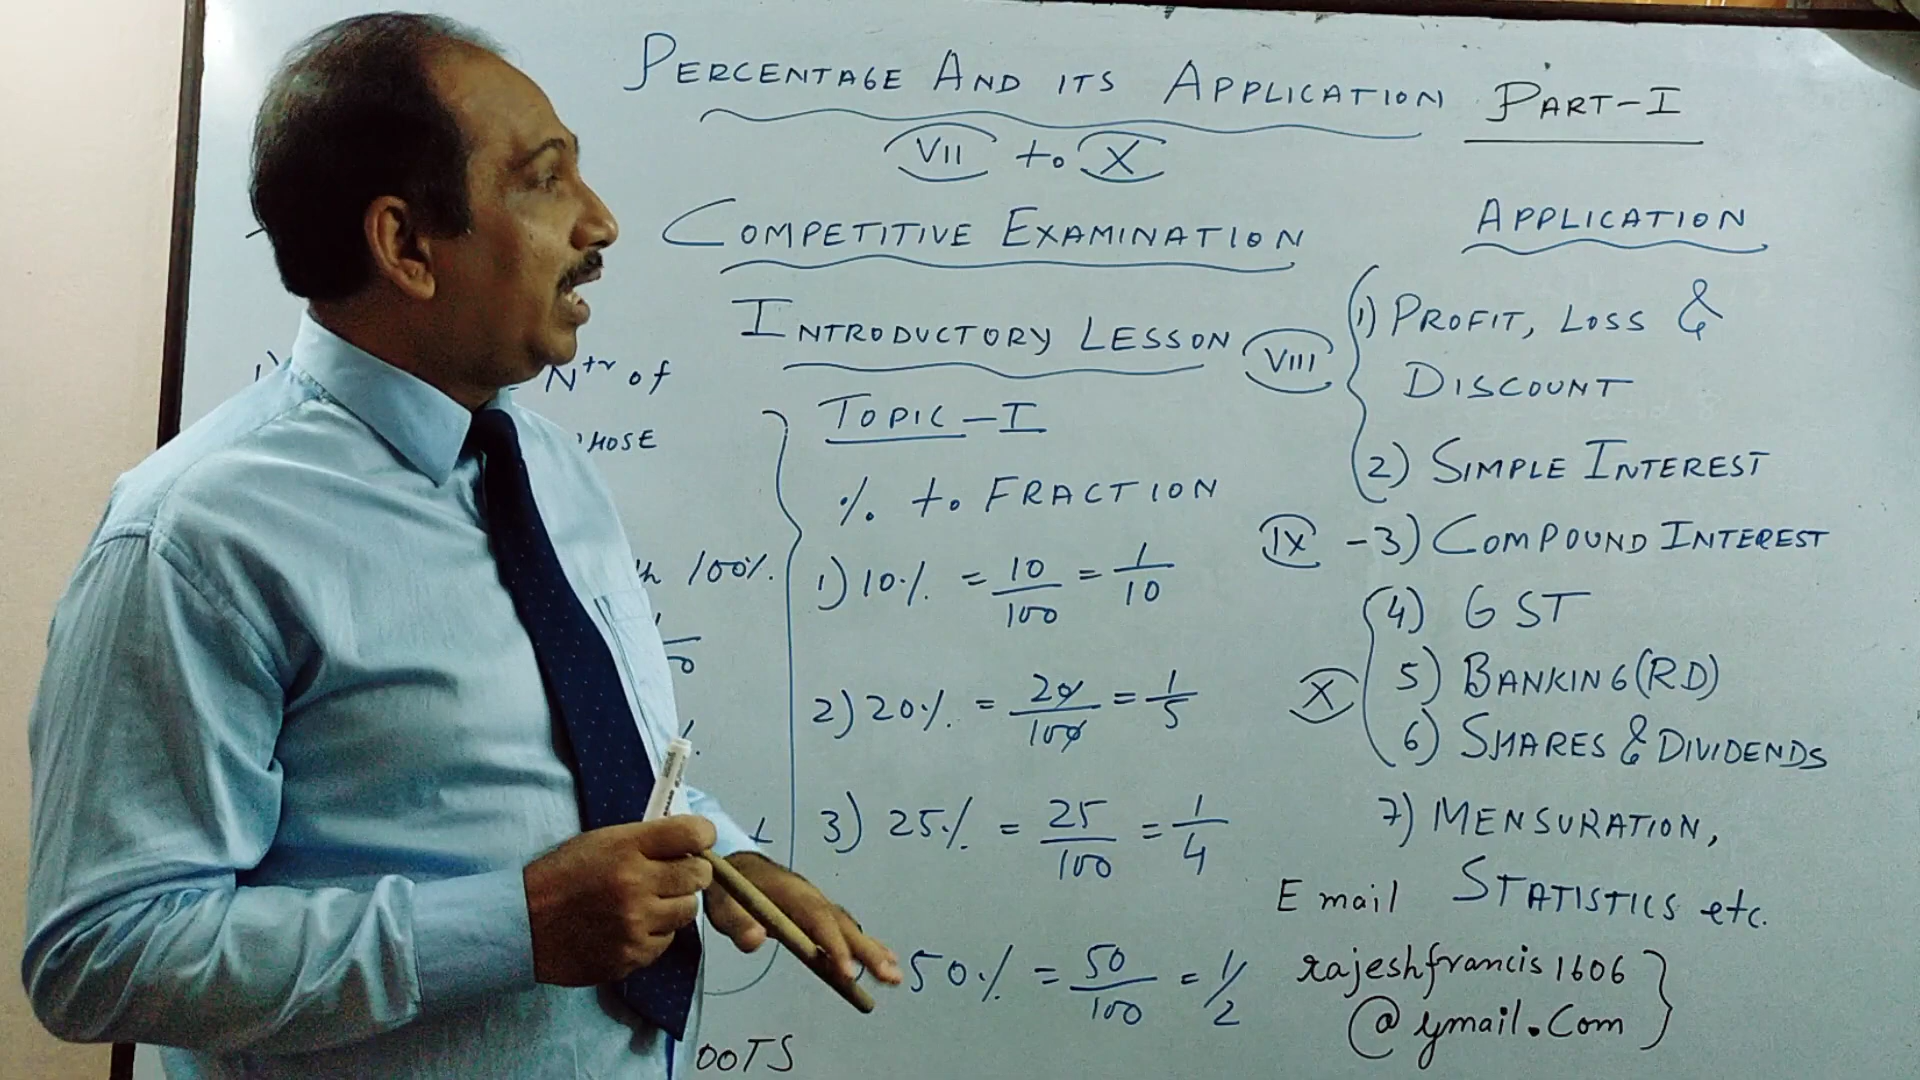 PERCENTAGE AND ITS APPLICATION PART-I
VII to X
COMPETITIVE EXAMINATION
INTRODUCTORY LESSON
= Nᵗʳ of
HOSE
100%.
OOTS
TOPIC-I
% to FRACTION
1) 10% = 10/100 = 1/10
2) 20% = 20/100 = 1/5
3) 25% = 25/100 = 1/4
50% = 50/100 = 1/2
APPLICATION
VIII 1) PROFIT, LOSS &
DISCOUNT
2) SIMPLE INTEREST
IX -3) COMPOUND INTEREST
4) GST
X 5) BANKING(RD)
6) SHARES & DIVIDENDS
7) MENSURATION,
STATISTICS etc.
Email
rajeshfrancis1606
@ymail.Com